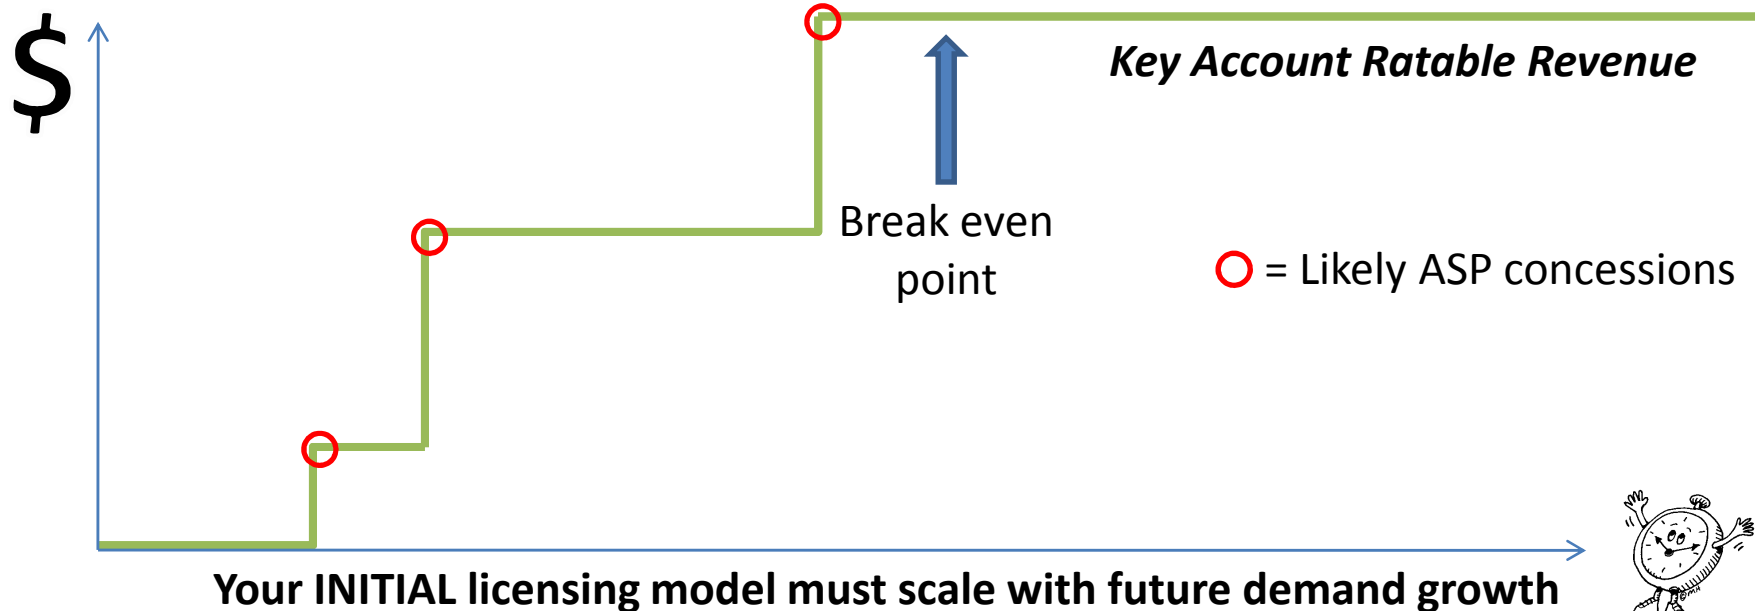 $
Key Account Ratable Revenue
Break even
point
= Likely ASP concessions
Your INITIAL licensing model must scale with future demand growth